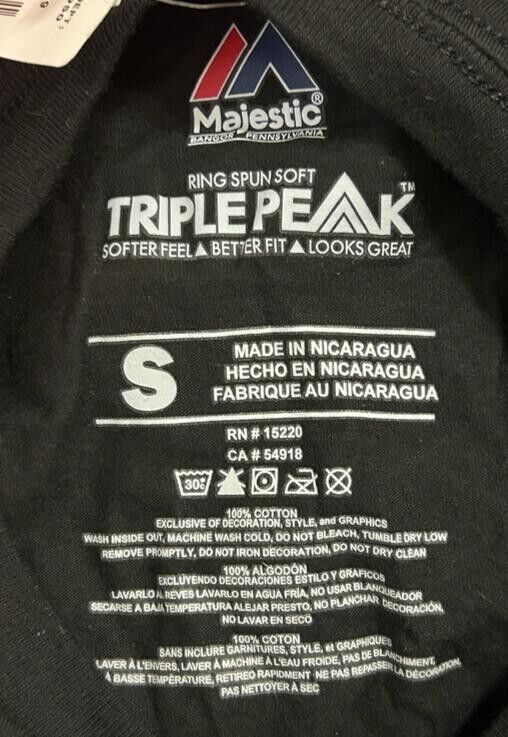 DEPT:
Majestic®
BANGOR PENNSYLVANIA
RING SPUN SOFT
TRIPLE PEAK™
SOFTER FEEL ▲ BETTER FIT ▲ LOOKS GREAT
S
MADE IN NICARAGUA
HECHO EN NICARAGUA
FABRIQUE AU NICARAGUA
RN # 15220
CA # 54918
30c
100% COTTON
EXCLUSIVE OF DECORATION, STYLE, and GRAPHICS
WASH INSIDE OUT, MACHINE WASH COLD, DO NOT BLEACH, TUMBLE DRY LOW
REMOVE PROMPTLY, DO NOT IRON DECORATION, DO NOT DRY CLEAN
100% ALGODÓN
EXCLUYENDO DECORACIONES ESTILO Y GRAFICOS
LAVARLO AL REVES LAVARLO EN AGUA FRÍA, NO USAR BLANQUEADOR
SECARSE A BAJA TEMPERATURA ALEJAR PRESTO, NO PLANCHAR DECORACIÓN,
NO LAVAR EN SECO
100% COTON
SANS INCLURE GARNITURES, STYLE, et GRAPHIQUES
LAVER À L'ENVERS, LAVER À MACHINE À L'EAU FROIDE, PAS DE BLANCHIMENT,
À BASSE TEMPÉRATURE, RETIREO RAPIDEMENT NE PAS REPASSER LA DÉCORATION,
PAS NETTOYER À SEC